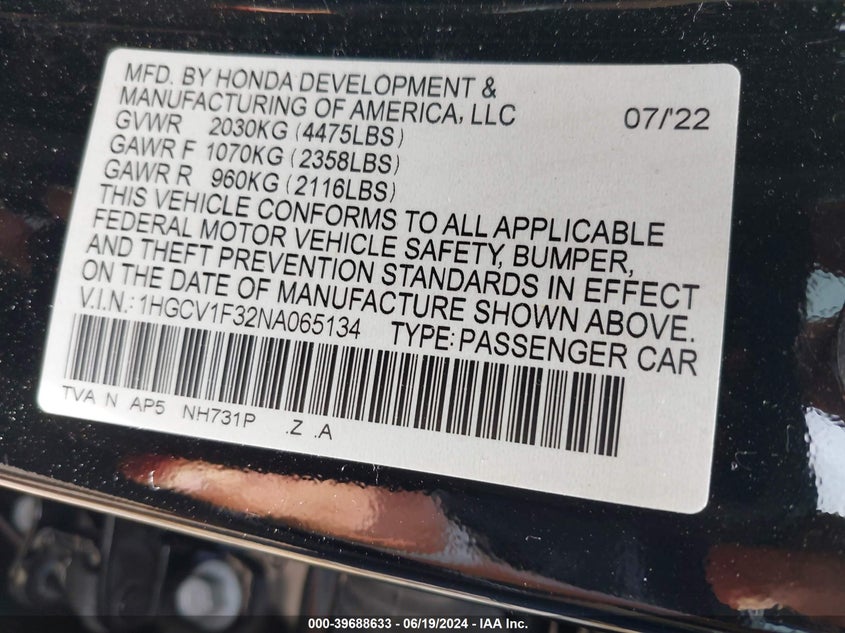 MFD. BY HONDA DEVELOPMENT &
MANUFACTURING OF AMERICA, LLC 07/'22
GVWR 2030KG (4475LBS)
GAWR F 1070KG (2358LBS)
GAWR R 960KG (2116LBS)
THIS VEHICLE CONFORMS TO ALL APPLICABLE
FEDERAL MOTOR VEHICLE SAFETY, BUMPER,
AND THEFT PREVENTION STANDARDS IN EFFECT
ON THE DATE OF MANUFACTURE SHOWN ABOVE.
V.I.N.: 1HGCV1F32NA065134 TYPE: PASSENGER CAR
TVA N AP5 NH731P .Z .A
000-39688633 - 06/19/2024 - IAA Inc.